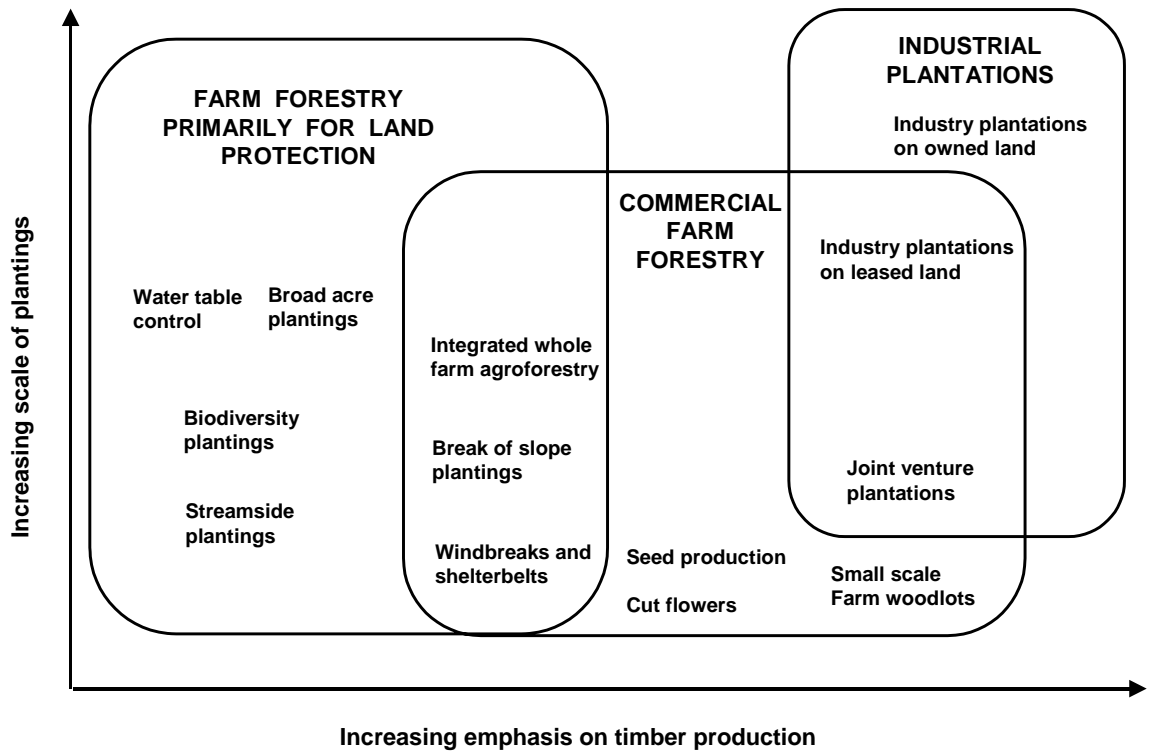 INDUSTRIAL
PLANTATIONS
FARM FORESTRY
PRIMARILY FOR LAND
PROTECTION
Industry plantations
on owned land
COMMERCIAL
FARM
FORESTRY
Industry plantations
on leased land
Water table
control
Broad acre
plantings
Integrated whole
farm agroforestry
Biodiversity
plantings
Break of slope
plantings
Joint venture
plantations
Streamside
plantings
Windbreaks and
shelterbelts
Seed production
Cut flowers
Small scale
Farm woodlots
Increasing scale of plantings
Increasing emphasis on timber production